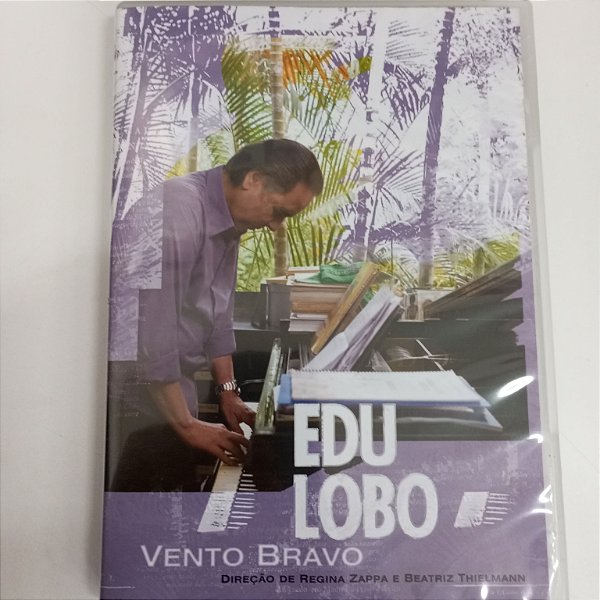 EDU
LOBO
VENTO BRAVO
DIREÇÃO DE REGINA ZAPPA E BEATRIZ THIELMANN